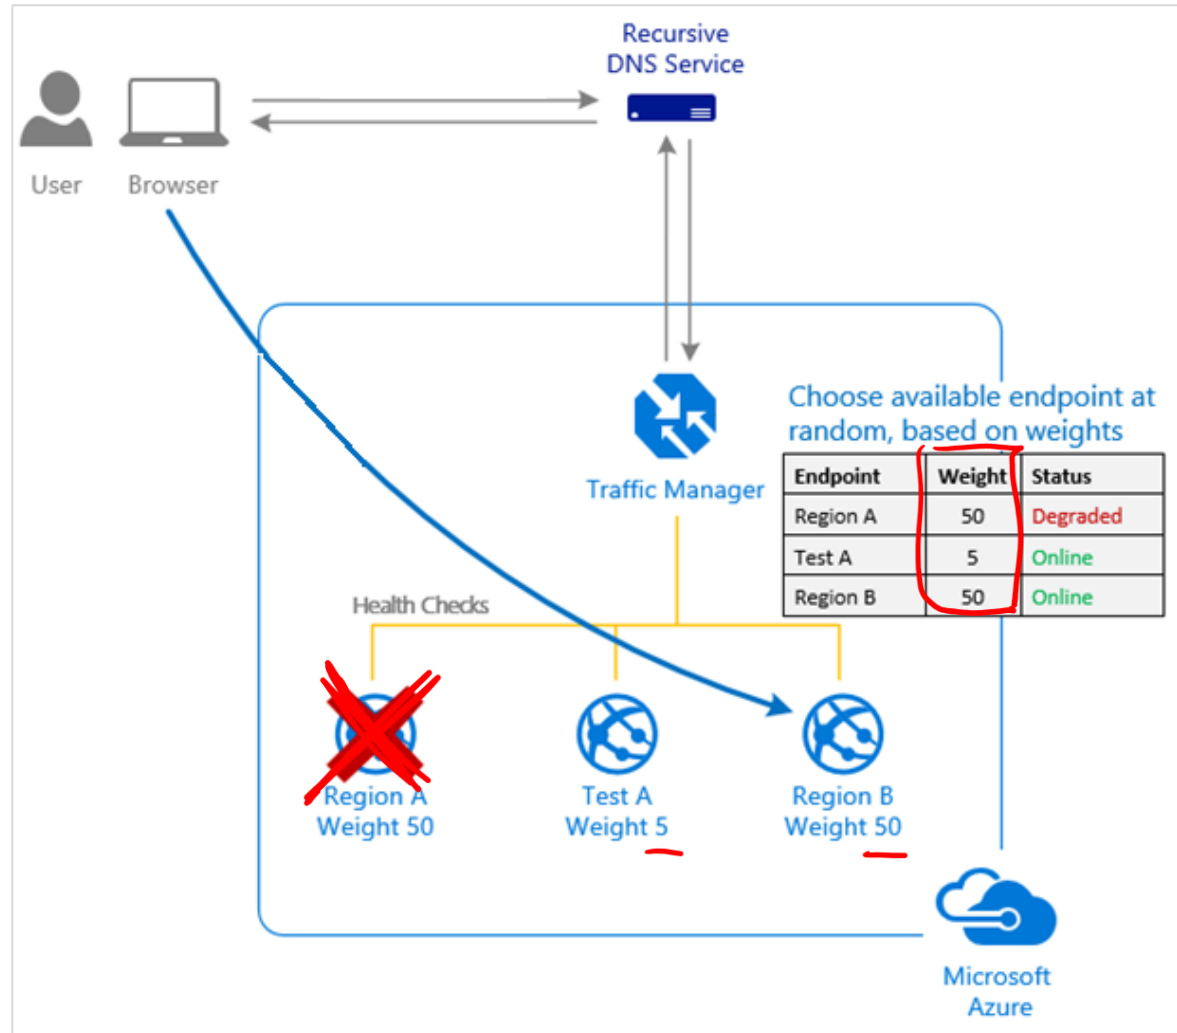 Recursive
DNS Service
User
Browser
Choose available endpoint at
random, based on weights
Endpoint Weight Status
Region A 50 Degraded
Test A 5 Online
Region B 50 Online
Traffic Manager
Health Checks
Region A
Weight 50
Test A
Weight 5
Region B
Weight 50
Microsoft
Azure